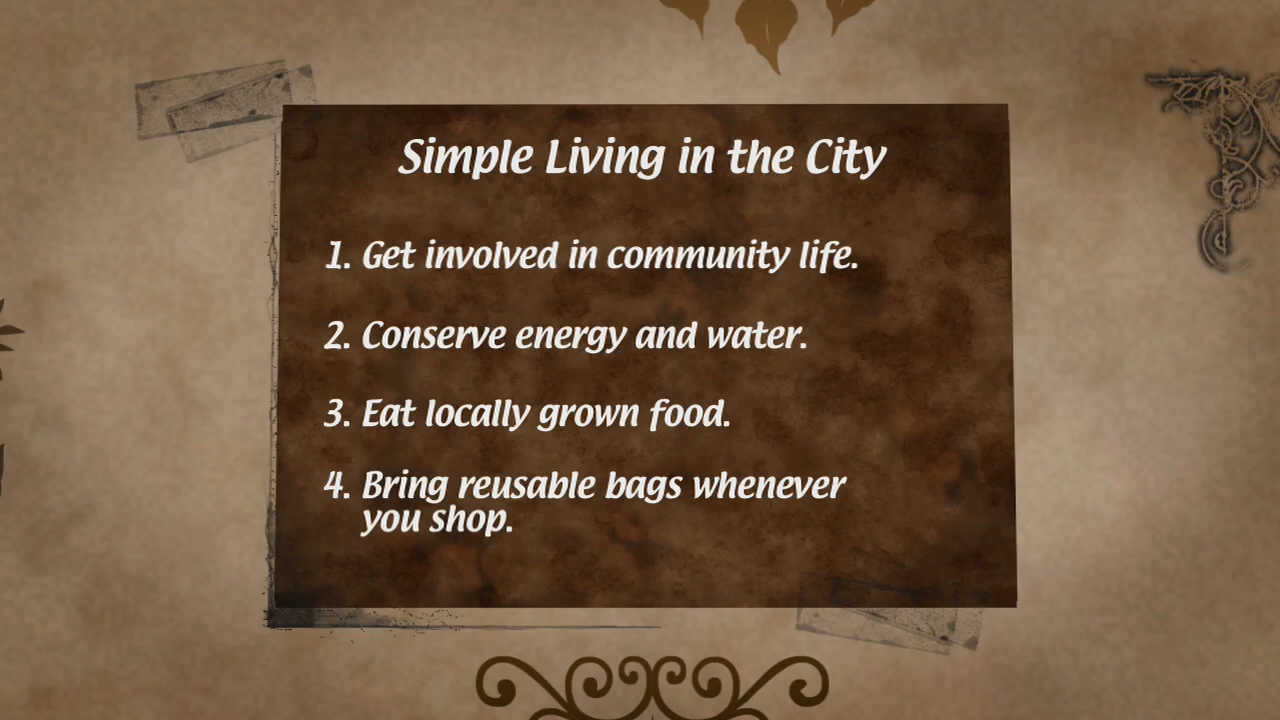 Simple Living in the City
1. Get involved in community life.
2. Conserve energy and water.
3. Eat locally grown food.
4. Bring reusable bags whenever
you shop.